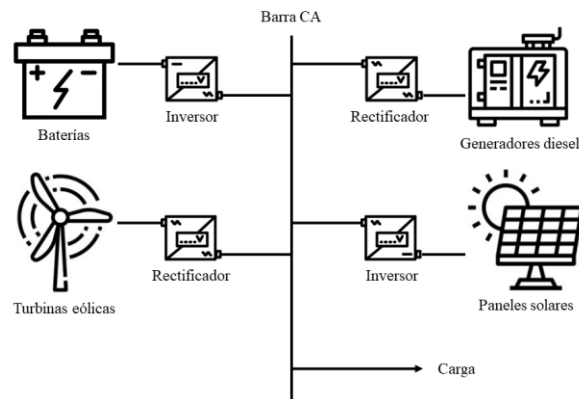 Barra CA
Baterías
Inversor
Rectificador
Generadores diesel
Turbinas eólicas
Rectificador
Inversor
Paneles solares
Carga